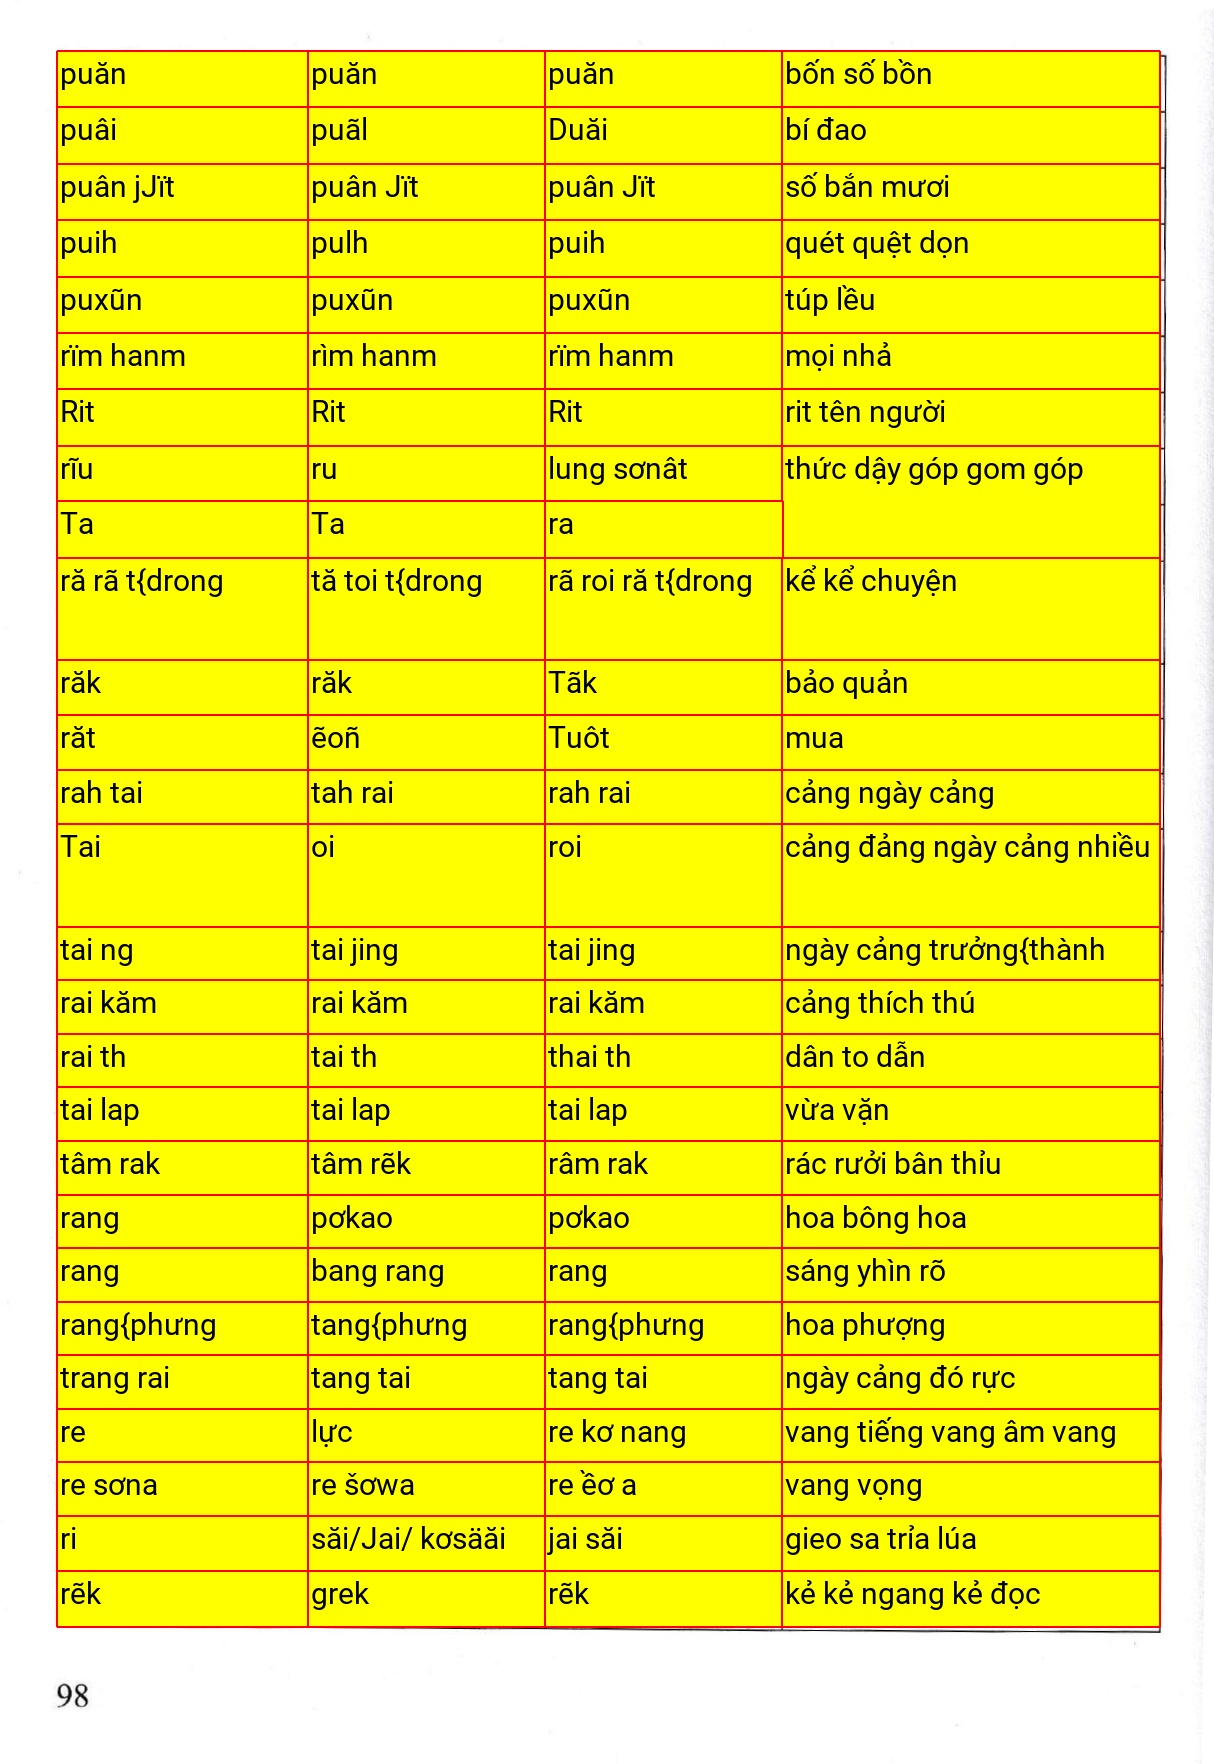 puăn puăn puăn bốn số bồn
puâi puãl Duăi bí đao
puân jJït puân Jït puân Jït số bắn mươi
puih pulh puih quét quệt dọn
puxũn puxũn puxũn túp lều
rïm hanm rìm hanm rïm hanm mọi nhả
Rit Rit Rit rit tên người
rĩu ru lung sơnât thức dậy góp gom góp
Ta Ta ra
ră rã t{drong tă toi t{drong rã roi ră t{drong kể kể chuyện
răk răk Tãk bảo quản
răt ẽoñ Tuôt mua
rah tai tah rai rah rai cảng ngày cảng
Tai oi roi cảng đảng ngày cảng nhiều
tai ng tai jing tai jing ngày cảng trưởng{thành
rai kăm rai kăm rai kăm cảng thích thú
rai th tai th thai th dân to dẫn
tai lap tai lap tai lap vừa vặn
tâm rak tâm rẽk râm rak rác rưởi bân thỉu
rang pơkao pơkao hoa bông hoa
rang bang rang rang sáng yhìn rõ
rang{phưng tang{phưng rang{phưng hoa phượng
trang rai tang tai tang tai ngày cảng đó rực
re lực re kơ nang vang tiếng vang âm vang
re sơna re šơwa re ềơ a vang vọng
ri săi/Jai/ kơsäăi jai săi gieo sa trỉa lúa
rẽk grek rẽk kẻ kẻ ngang kẻ đọc
98